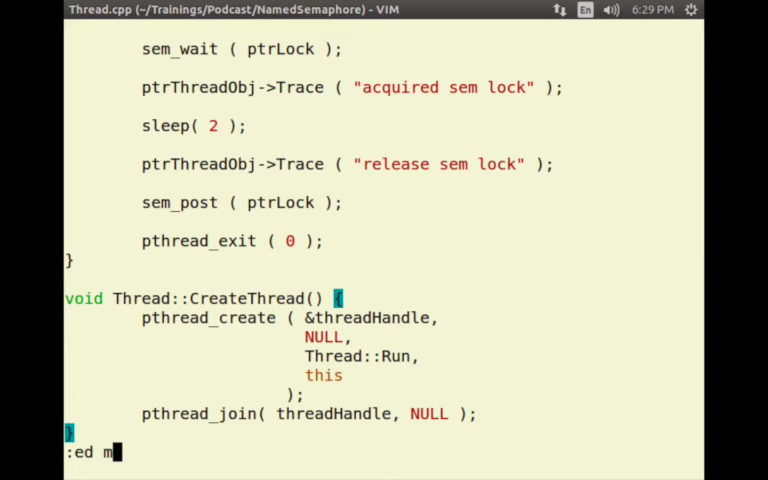 Thread.cpp (~/Trainings/Podcast/NamedSemaphore) - VIM En 6:29 PM
sem_wait ( ptrLock );
ptrThreadObj->Trace ( "acquired sem lock" );
sleep( 2 );
ptrThreadObj->Trace ( "release sem lock" );
sem_post ( ptrLock );
pthread_exit ( 0 );
}
void Thread::CreateThread() {
pthread_create ( &threadHandle,
NULL,
Thread::Run,
this
);
pthread_join( threadHandle, NULL );
}
:ed m